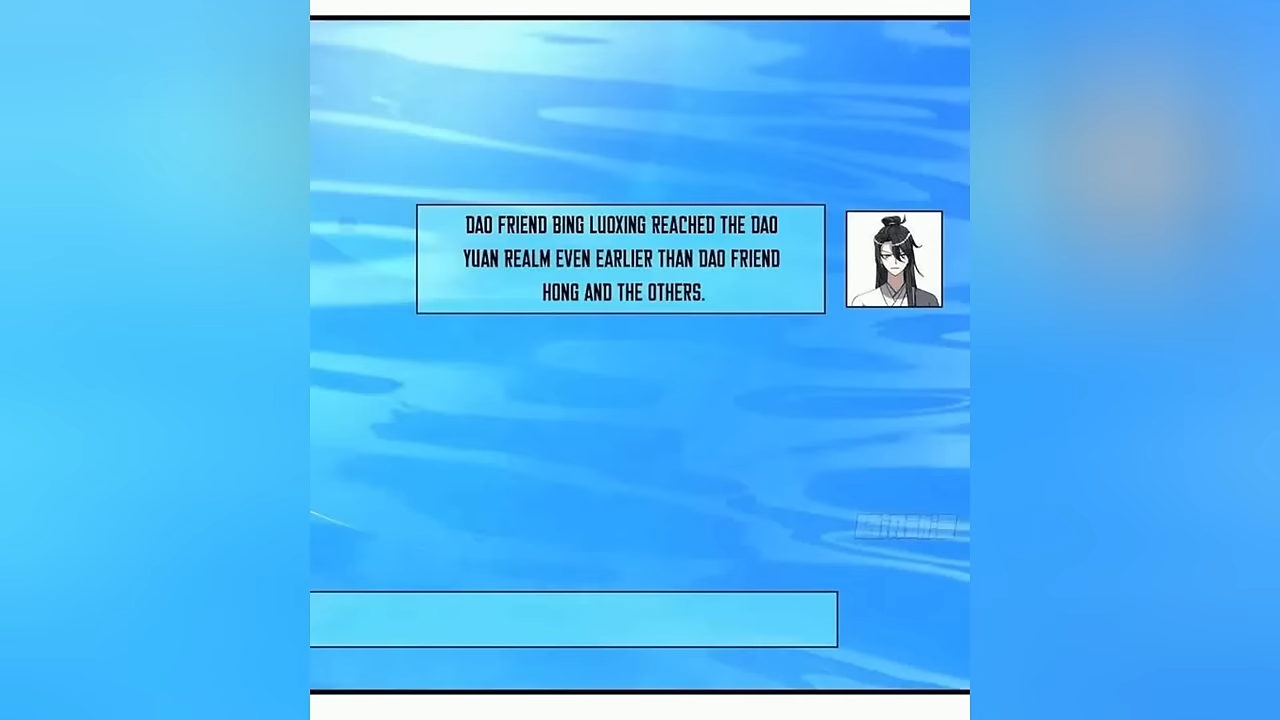 DAO FRIEND BING LUOXING REACHED THE DAO
YUAN REALM EVEN EARLIER THAN DAO FRIEND
HONG AND THE OTHERS.